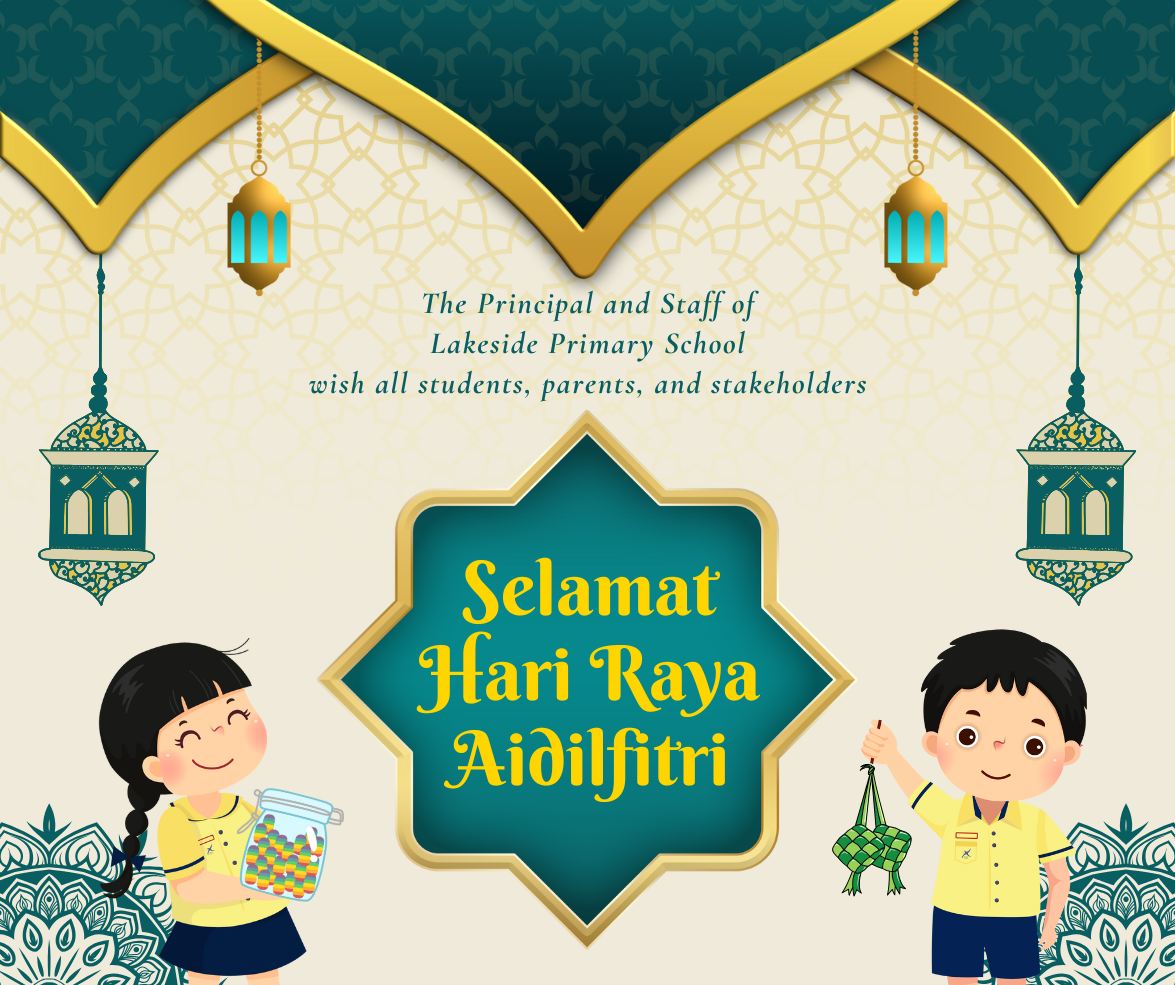 The Principal and Staff of
Lakeside Primary School
wish all students, parents, and stakeholders
Selamat
Hari Raya
Aidilfitri